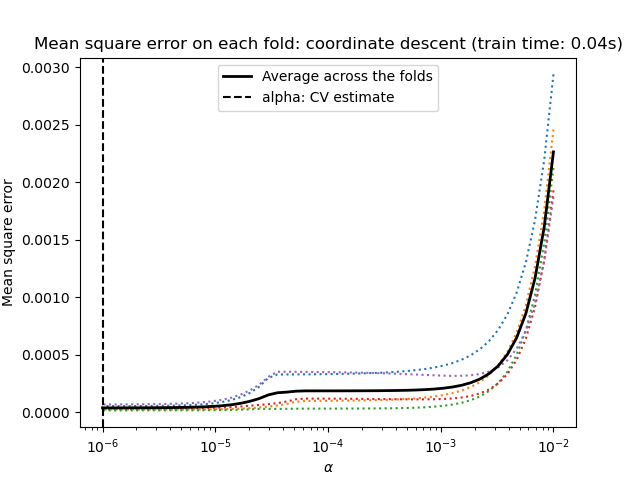 Mean square error on each fold: coordinate descent (train time: 0.04s)
Average across the folds
alpha: CV estimate
0.0030
0.0025
0.0020
0.0015
0.0010
0.0005
0.0000
Mean square error
10⁻⁶ 10⁻⁵ 10⁻⁴ 10⁻³ 10⁻²
α